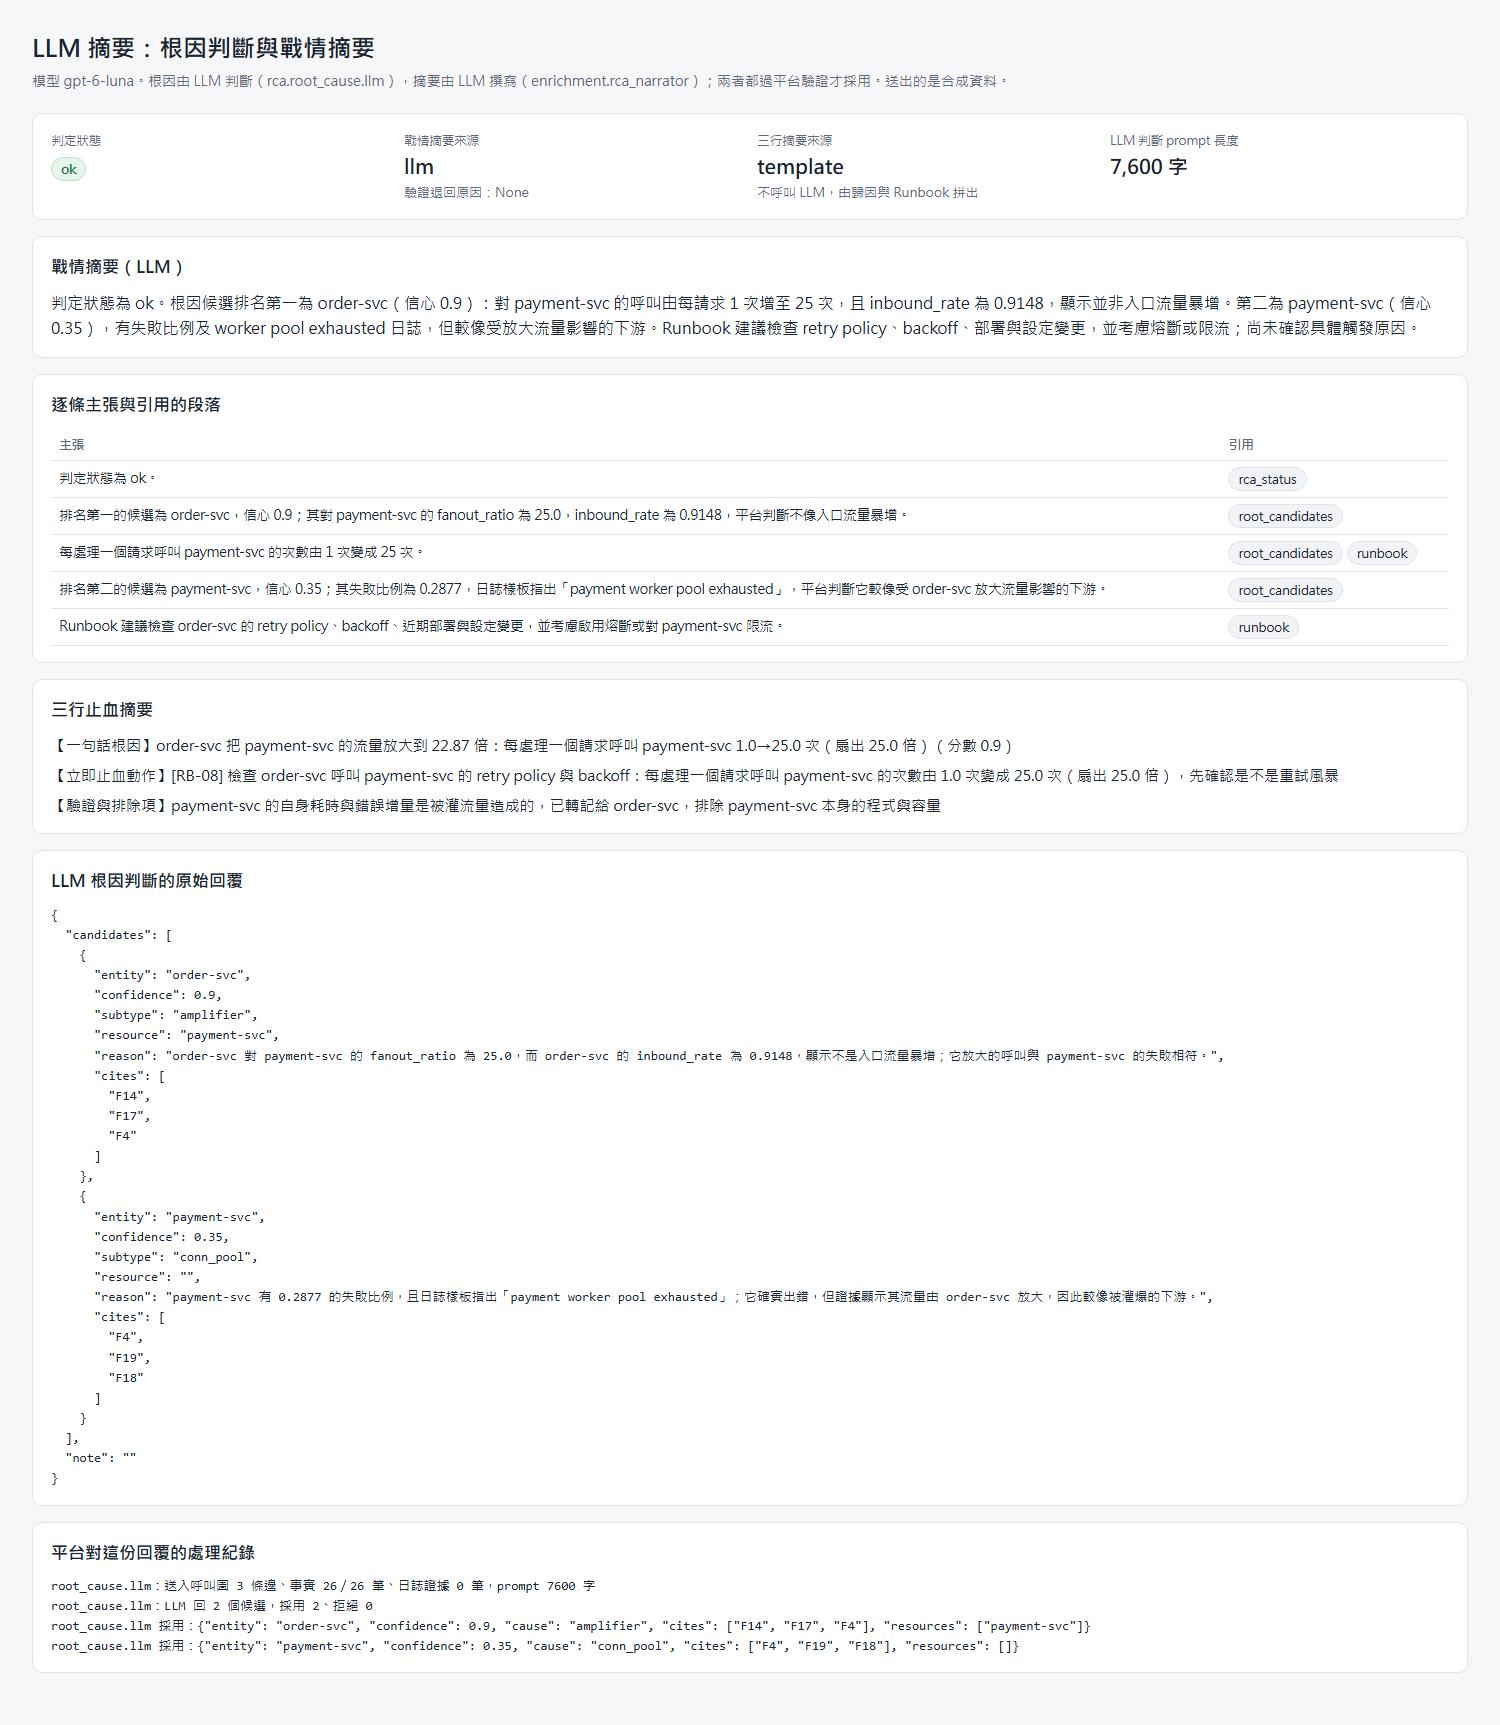 LLM 摘要：根因判斷與戰情摘要
模型 gpt-6-luna。根因由 LLM 判斷（rca.root_cause.llm），摘要由 LLM 撰寫（enrichment.rca_narrator）；兩者都過平台驗證才採用。送出的是合成資料。
判定狀態
ok
戰情摘要來源
llm
驗證退回原因：None
三行摘要來源
template
不呼叫 LLM，由歸因與 Runbook 拼出
LLM 判斷 prompt 長度
7,600 字
戰情摘要（LLM）
判定狀態為 ok。根因候選排名第一為 order-svc（信心 0.9）：對 payment-svc 的呼叫由每請求 1 次增至 25 次，且 inbound_rate 為 0.9148，顯示並非入口流量暴增。第二為 payment-svc（信心
0.35），有失敗比例及 worker pool exhausted 日誌，但較像受放大流量影響的下游。Runbook 建議檢查 retry policy、backoff、部署與設定變更，並考慮熔斷或限流；尚未確認具體觸發原因。
逐條主張與引用的段落
主張 引用
判定狀態為 ok。 rca_status
排名第一的候選為 order-svc，信心 0.9；其對 payment-svc 的 fanout_ratio 為 25.0，inbound_rate 為 0.9148，平台判斷不像入口流量暴增。 root_candidates
每處理一個請求呼叫 payment-svc 的次數由 1 次變成 25 次。 root_candidates runbook
排名第二的候選為 payment-svc，信心 0.35；其失敗比例為 0.2877，日誌樣板指出「payment worker pool exhausted」，平台判斷它較像受 order-svc 放大流量影響的下游。 root_candidates
Runbook 建議檢查 order-svc 的 retry policy、backoff、近期部署與設定變更，並考慮啟用熔斷或對 payment-svc 限流。 runbook
三行止血摘要
【一句話根因】order-svc 把 payment-svc 的流量放大到 22.87 倍：每處理一個請求呼叫 payment-svc 1.0→25.0 次（扇出 25.0 倍）（分數 0.9）
【立即止血動作】[RB-08] 檢查 order-svc 呼叫 payment-svc 的 retry policy 與 backoff：每處理一個請求呼叫 payment-svc 的次數由 1.0 次變成 25.0 次（扇出 25.0 倍），先確認是不是重試風暴
【驗證與排除項】payment-svc 的自身耗時與錯誤增量是被灌流量造成的，已轉記給 order-svc，排除 payment-svc 本身的程式與容量
LLM 根因判斷的原始回覆
{
  "candidates": [
    {
      "entity": "order-svc",
      "confidence": 0.9,
      "subtype": "amplifier",
      "resource": "payment-svc",
      "reason": "order-svc 對 payment-svc 的 fanout_ratio 為 25.0，而 order-svc 的 inbound_rate 為 0.9148，顯示不是入口流量暴增；它放大的呼叫與 payment-svc 的失敗相符。",
      "cites": [
        "F14",
        "F17",
        "F4"
      ]
    },
    {
      "entity": "payment-svc",
      "confidence": 0.35,
      "subtype": "conn_pool",
      "resource": "",
      "reason": "payment-svc 有 0.2877 的失敗比例，且日誌樣板指出「payment worker pool exhausted」；它確實出錯，但證據顯示其流量由 order-svc 放大，因此較像被灌爆的下游。",
      "cites": [
        "F4",
        "F19",
        "F18"
      ]
    }
  ],
  "note": ""
}
平台對這份回覆的處理紀錄
root_cause.llm：送入呼叫圖 3 條邊、事實 26／26 筆、日誌證據 0 筆，prompt 7600 字
root_cause.llm：LLM 回 2 個候選，採用 2、拒絕 0
root_cause.llm 採用：{"entity": "order-svc", "confidence": 0.9, "cause": "amplifier", "cites": ["F14", "F17", "F4"], "resources": ["payment-svc"]}
root_cause.llm 採用：{"entity": "payment-svc", "confidence": 0.35, "cause": "conn_pool", "cites": ["F4", "F19", "F18"], "resources": []}